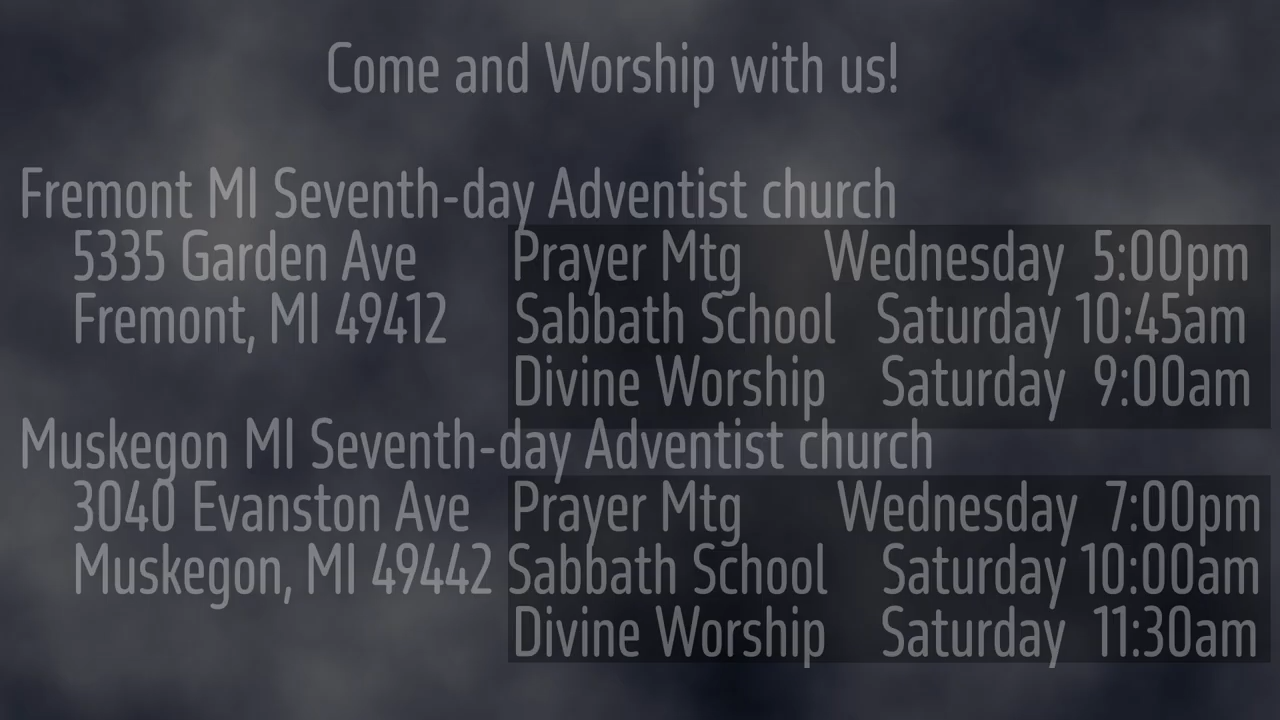 Come and Worship with us!
Fremont MI Seventh-day Adventist church
5335 Garden Ave Prayer Mtg Wednesday 5:00pm
Fremont, MI 49412 Sabbath School Saturday 10:45am
Divine Worship Saturday 9:00am
Muskegon MI Seventh-day Adventist church
3040 Evanston Ave Prayer Mtg Wednesday 7:00pm
Muskegon, MI 49442 Sabbath School Saturday 10:00am
Divine Worship Saturday 11:30am